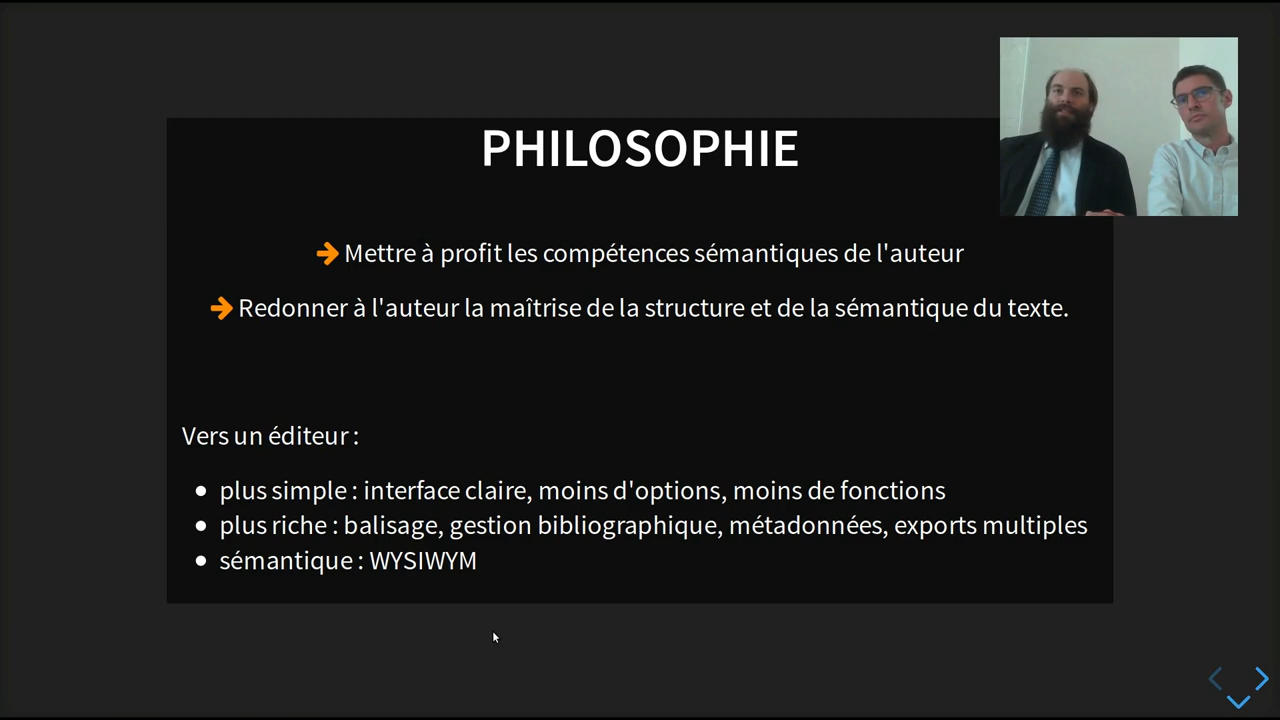 PHILOSOPHIE
Mettre à profit les compétences sémantiques de l'auteur
Redonner à l'auteur la maîtrise de la structure et de la sémantique du texte.
Vers un éditeur :
plus simple : interface claire, moins d'options, moins de fonctions
plus riche : balisage, gestion bibliographique, métadonnées, exports multiples
sémantique : WYSIWYM